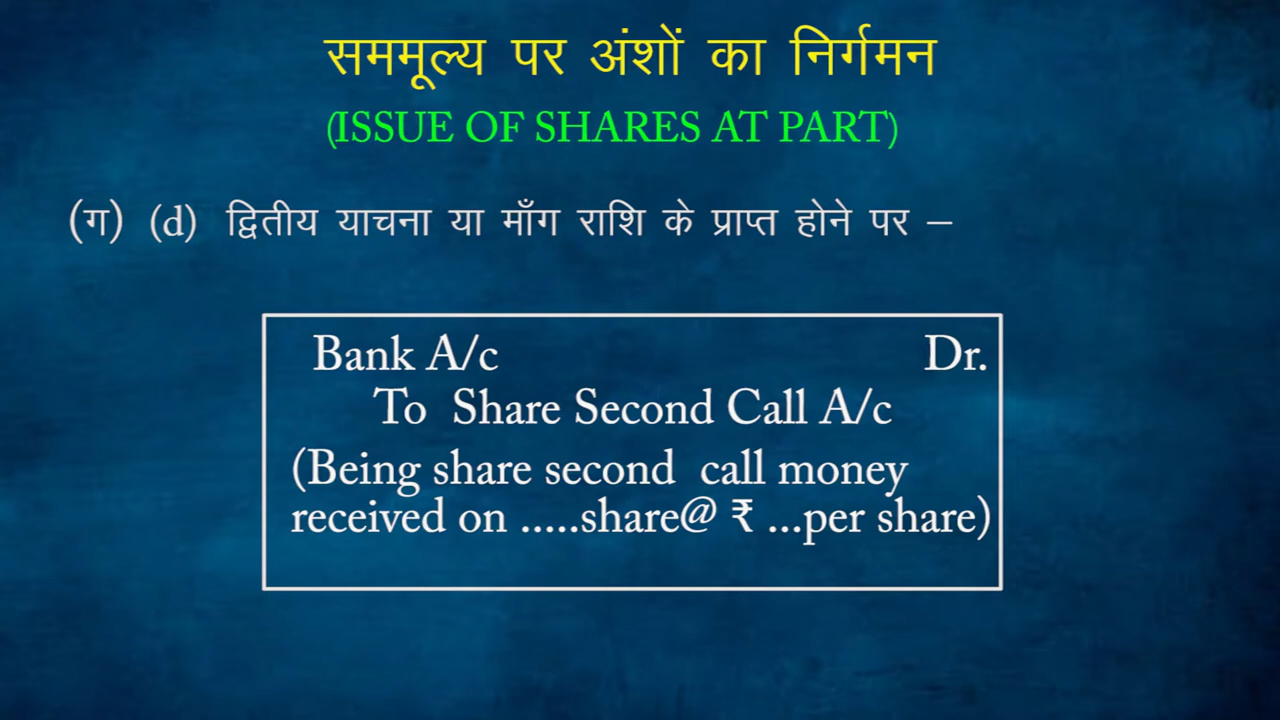 सममूल्य पर अंशों का निर्गमन
(ISSUE OF SHARES AT PART)
(ग) (d) द्वितीय याचना या माँग राशि के प्राप्त होने पर –
Bank A/c Dr.
To Share Second Call A/c
(Being share second call money
received on .....share@ ₹ ...per share)